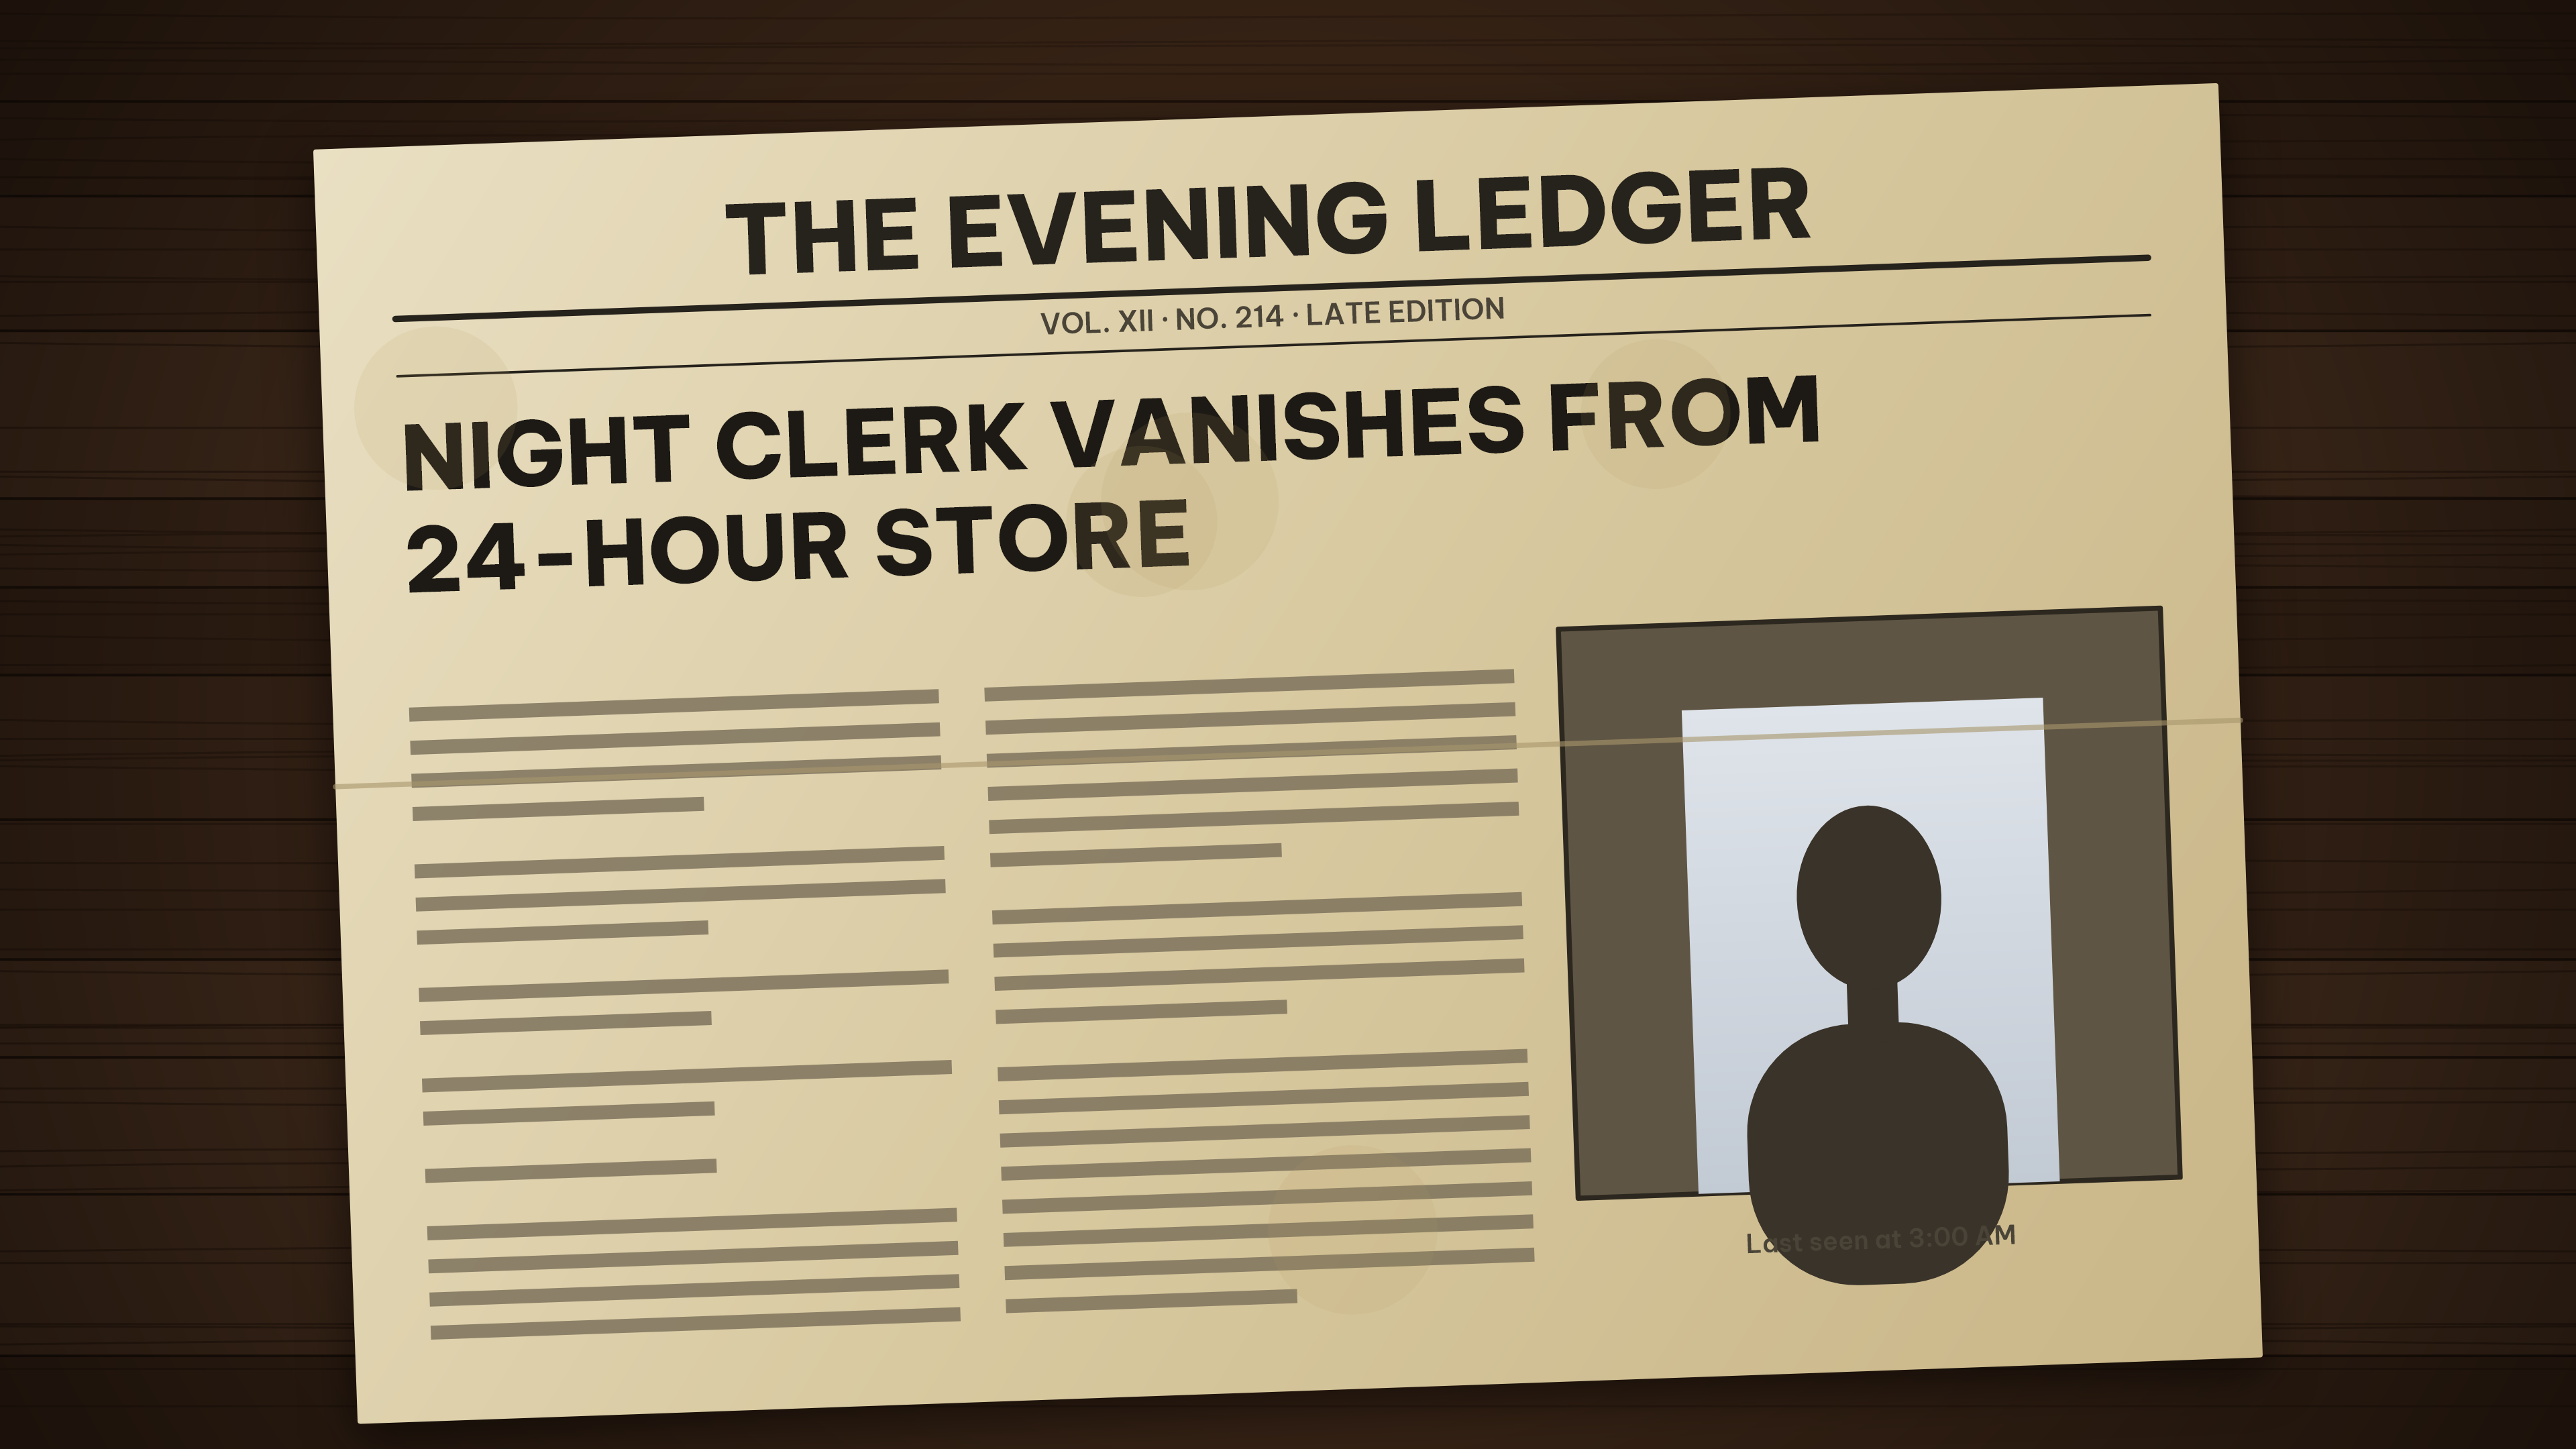 THE EVENING LEDGER
VOL. XII · NO. 214 · LATE EDITION
NIGHT CLERK VANISHES FROM
24-HOUR STORE
Last seen at 3:00 AM